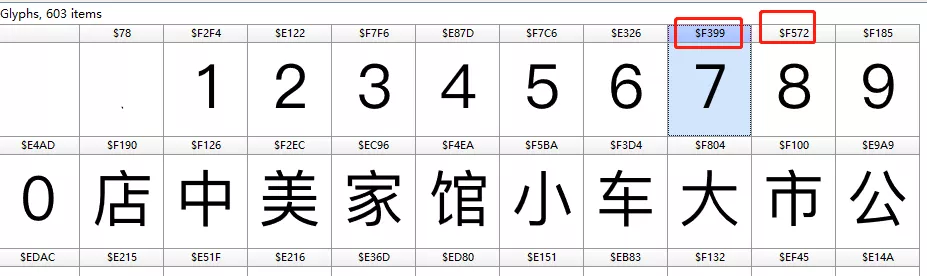 Glyphs, 603 items
$78 $F2F4 $E122 $F7F6 $E87D $F7C6 $E326 $F399 $F572 $F185
. 1 2 3 4 5 6 7 8 9
$E4AD $F190 $F126 $F2EC $EC96 $F4EA $F5BA $F3D4 $F804 $F100 $E9A9
0 店 中 美 家 馆 小 车 大 市 公
$EDAC $E215 $E51F $E216 $E36D $ED80 $E151 $EB83 $F132 $EF45 $E14A